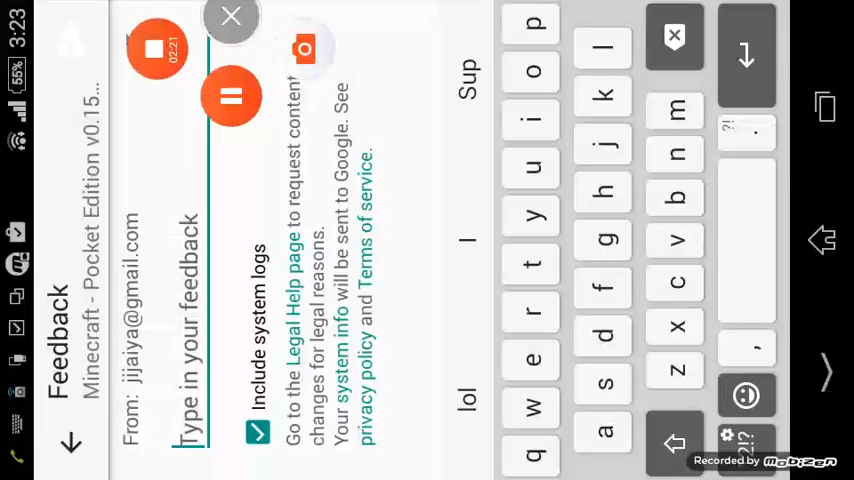 3:23
55%
Feedback
Minecraft - Pocket Edition v0.15...
From: jijaiya@gmail.com
Type in your feedback
02:21
Include system logs
Go to the Legal Help page to request content
changes for legal reasons.
Your system info will be sent to Google. See
privacy policy and Terms of service.
lol I Sup
q w e r t y u i o p
a s d f g h j k l
z x c v b n m
?!? , . ?!
Recorded by mobizen